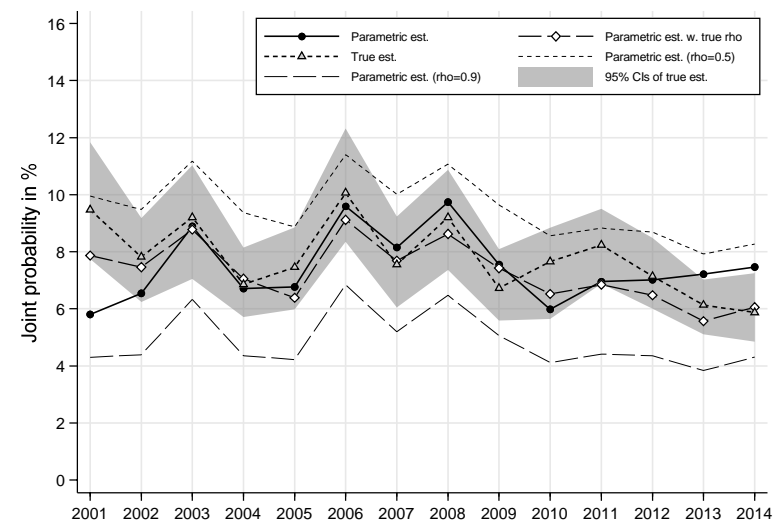 Parametric est.
Parametric est. w. true rho
True est.
Parametric est. (rho=0.5)
Parametric est. (rho=0.9)
95% CIs of true est.
Joint probability in %
16
14
12
10
8
6
4
2
0
2001 2002 2003 2004 2005 2006 2007 2008 2009 2010 2011 2012 2013 2014